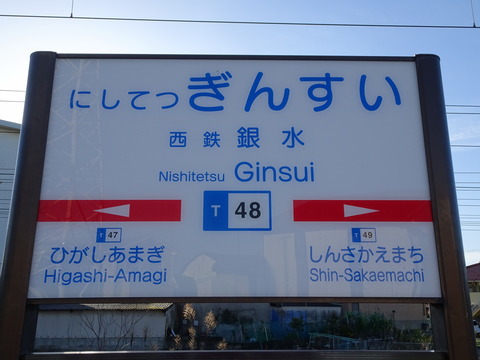 にしてつ ぎんすい
西鉄 銀水
Nishitetsu Ginsui
T 48
T 47
ひがしあまぎ
Higashi-Amagi
T 49
しんさかえまち
Shin-Sakaemachi